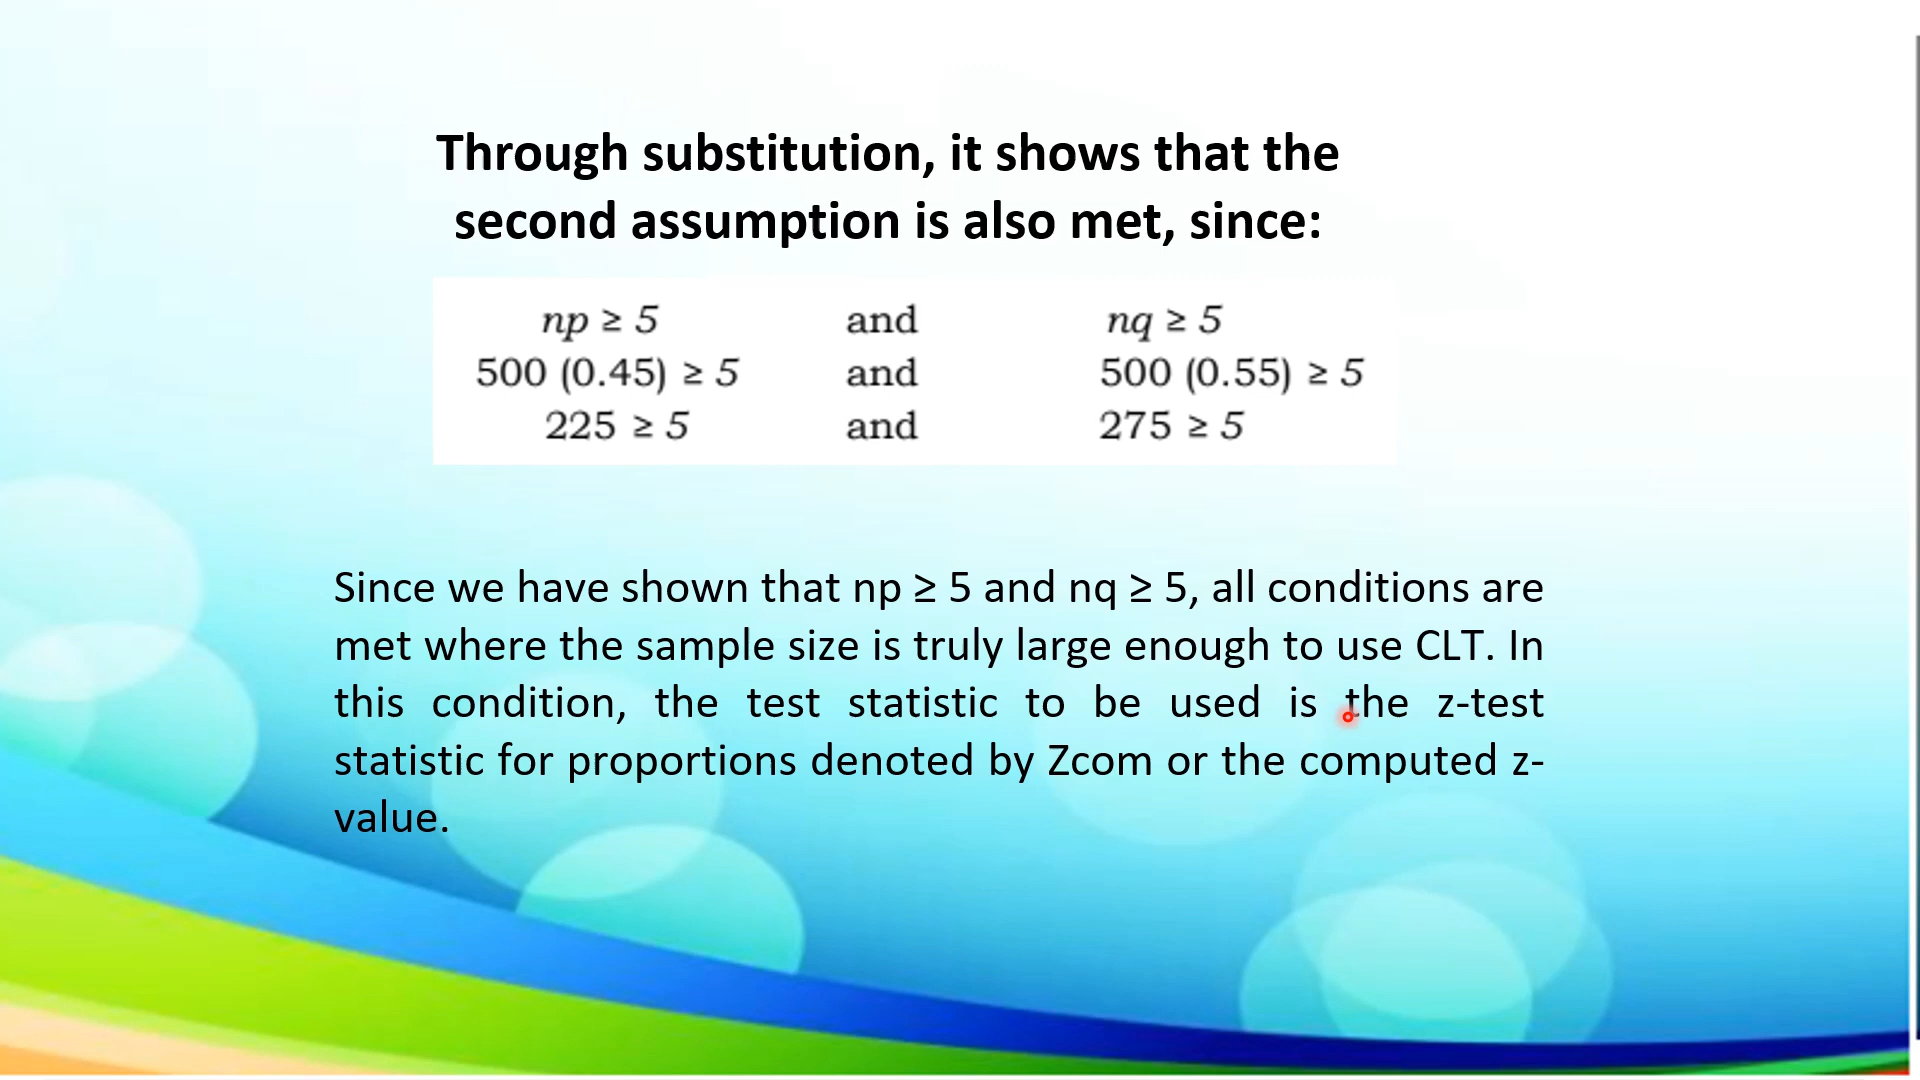 Through substitution, it shows that the
second assumption is also met, since:
np ≥ 5 and nq ≥ 5
500 (0.45) ≥ 5 and 500 (0.55) ≥ 5
225 ≥ 5 and 275 ≥ 5
Since we have shown that np ≥ 5 and nq ≥ 5, all conditions are
met where the sample size is truly large enough to use CLT. In
this condition, the test statistic to be used is the z-test
statistic for proportions denoted by Zcom or the computed z-
value.